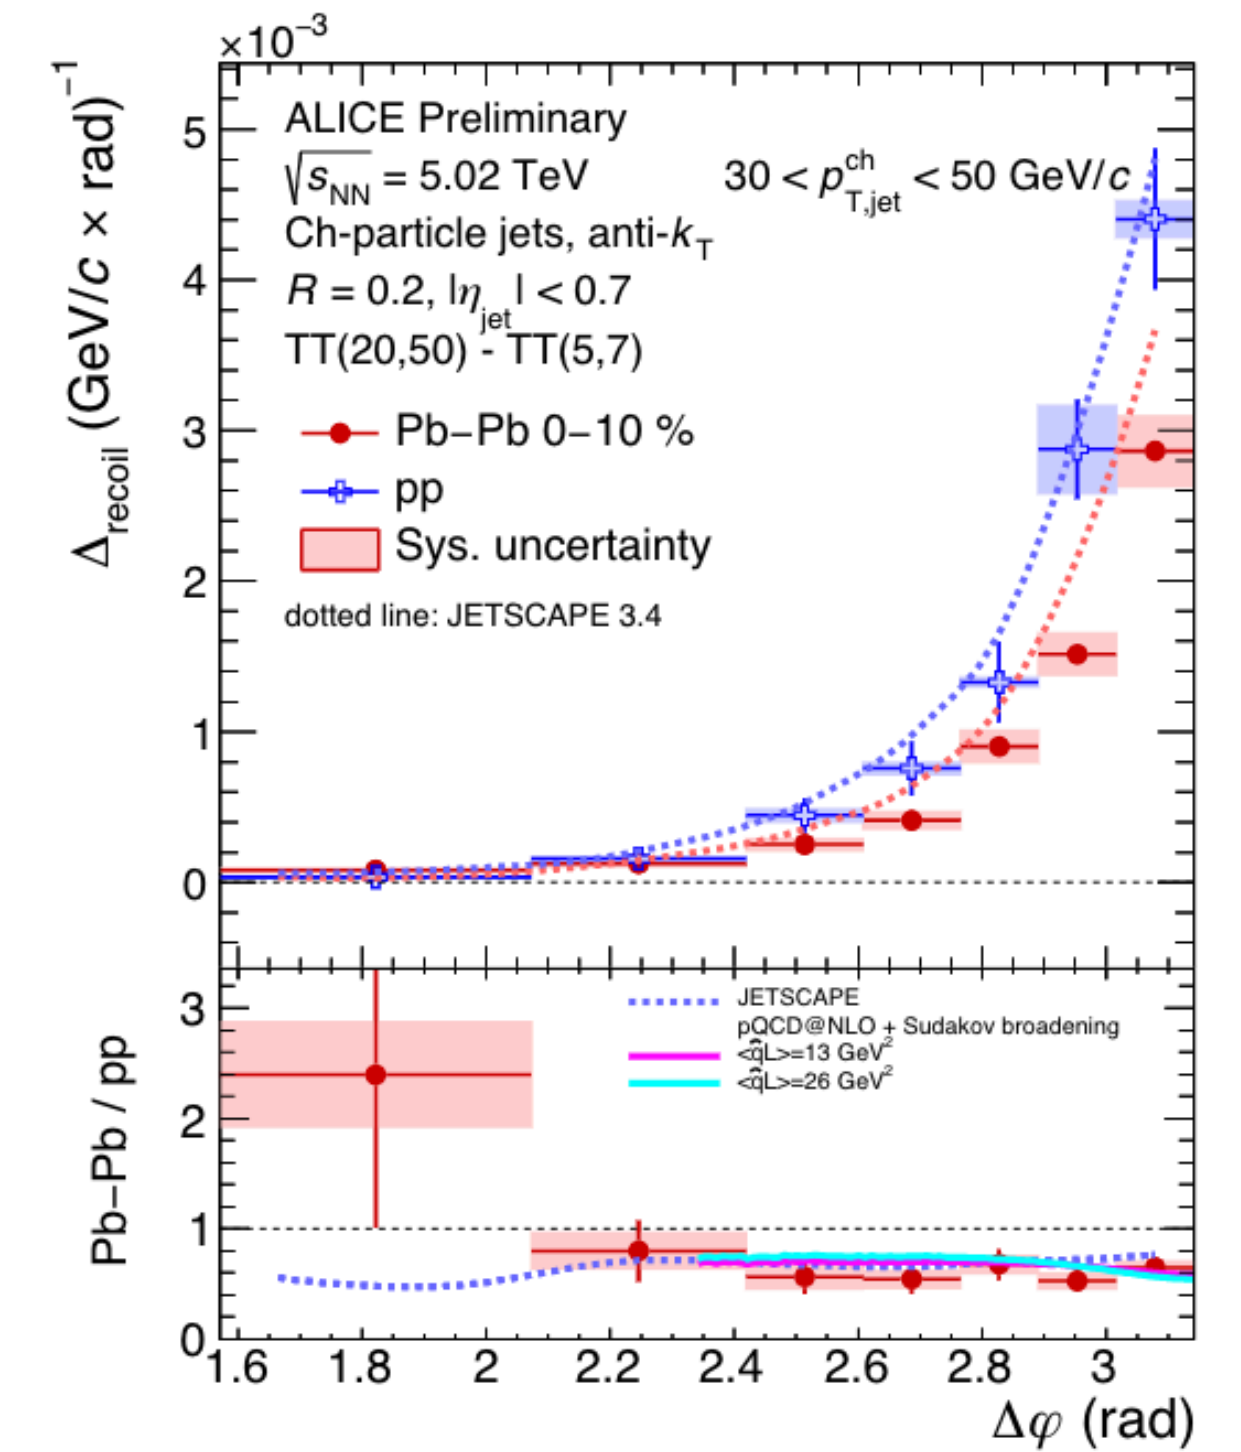 ×10⁻³
Δrecoil (GeV/c × rad)⁻¹
5
4
3
2
1
0
ALICE Preliminary
√sNN = 5.02 TeV
30 < p^ch_T,jet < 50 GeV/c
Ch-particle jets, anti-kT
R = 0.2, |ηjet| < 0.7
TT(20,50) - TT(5,7)
Pb–Pb 0–10 %
pp
Sys. uncertainty
dotted line: JETSCAPE 3.4
Pb–Pb / pp
3
2
1
0
JETSCAPE
pQCD@NLO + Sudakov broadening
<q̂L>=13 GeV²
<q̂L>=26 GeV²
1.6 1.8 2 2.2 2.4 2.6 2.8 3
Δφ (rad)